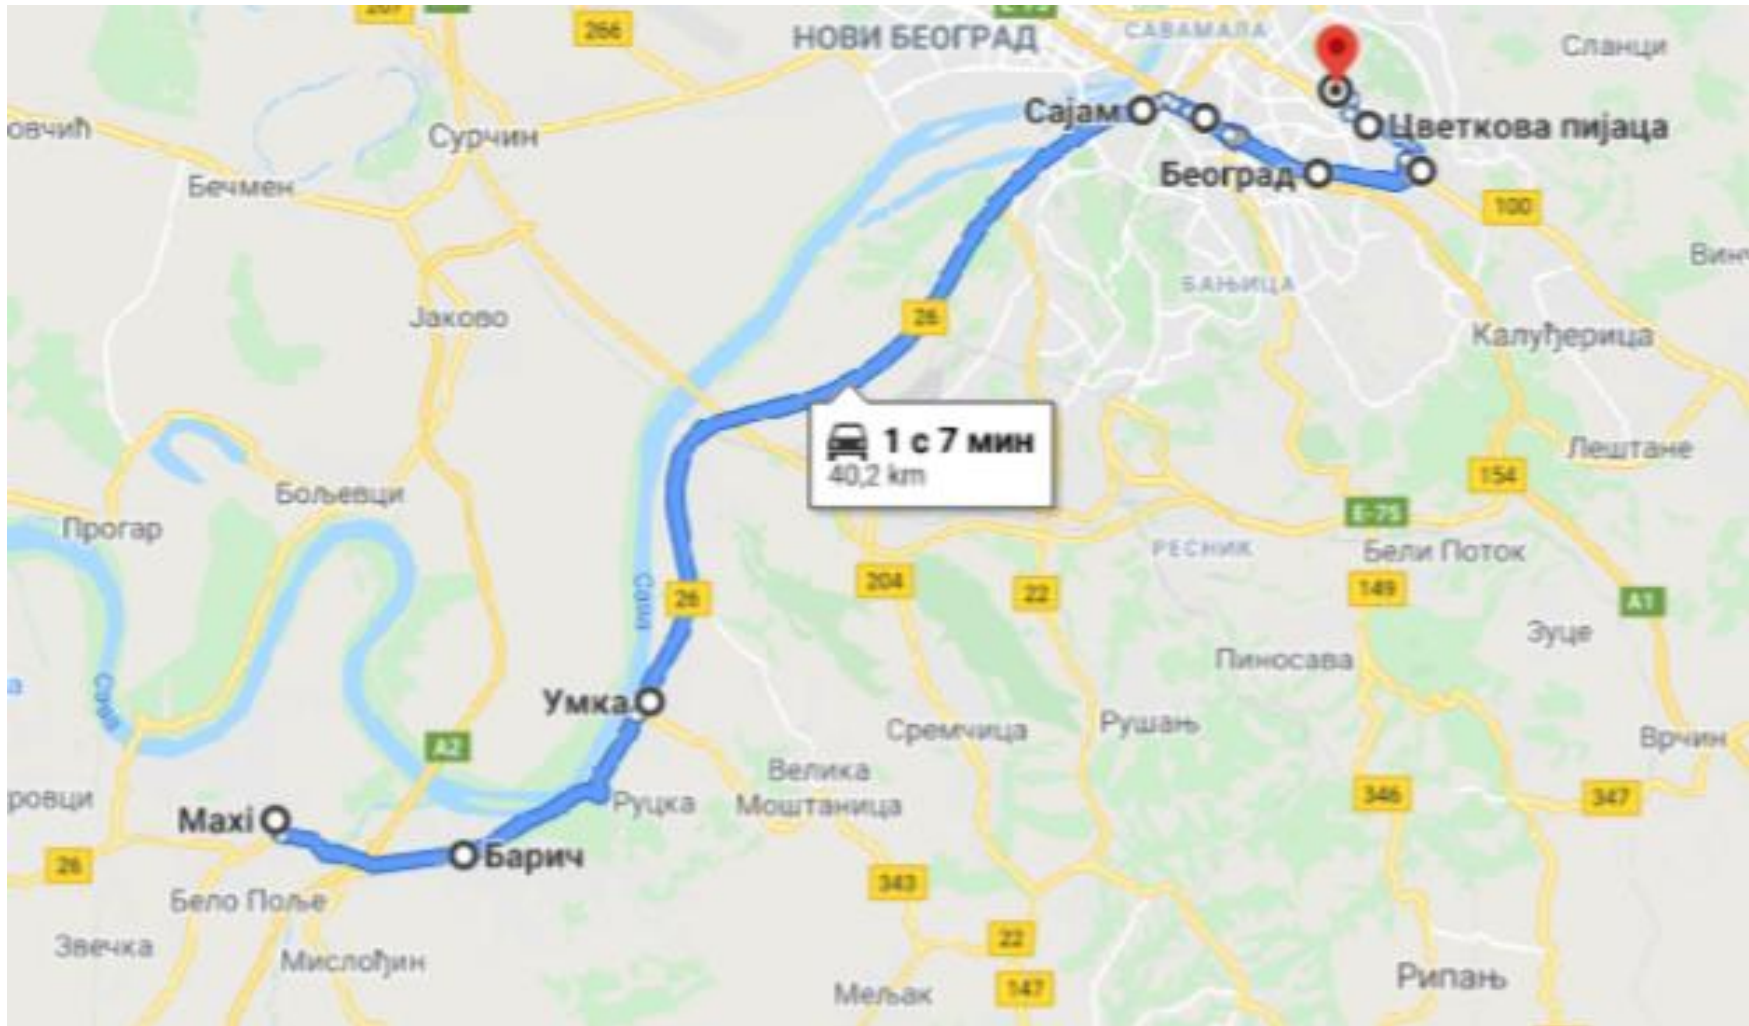 207
266
НОВИ БЕОГРАД
САВАМАЛА
Сланци
Сајам
Цветкова пијаца
овчић
Сурчин
Бечмен
Београд
100
Винч
БАЊИЦА
Јаково
26
Калуђерица
1 с 7 мин
40,2 km
Лештане
154
Бољевци
Прогар
E-75
РЕСНИК
Бели Поток
204
22
149
A1
Сава
26
Зуце
Пиносава
Сава
Умка
Сремчица
Рушањ
Врчин
A2
Велика
Моштаница
Руцка
346
347
ровци
Maxi
Барич
26
343
Бело Поље
Звечка
Мислођин
22
Рипањ
Мељак
147